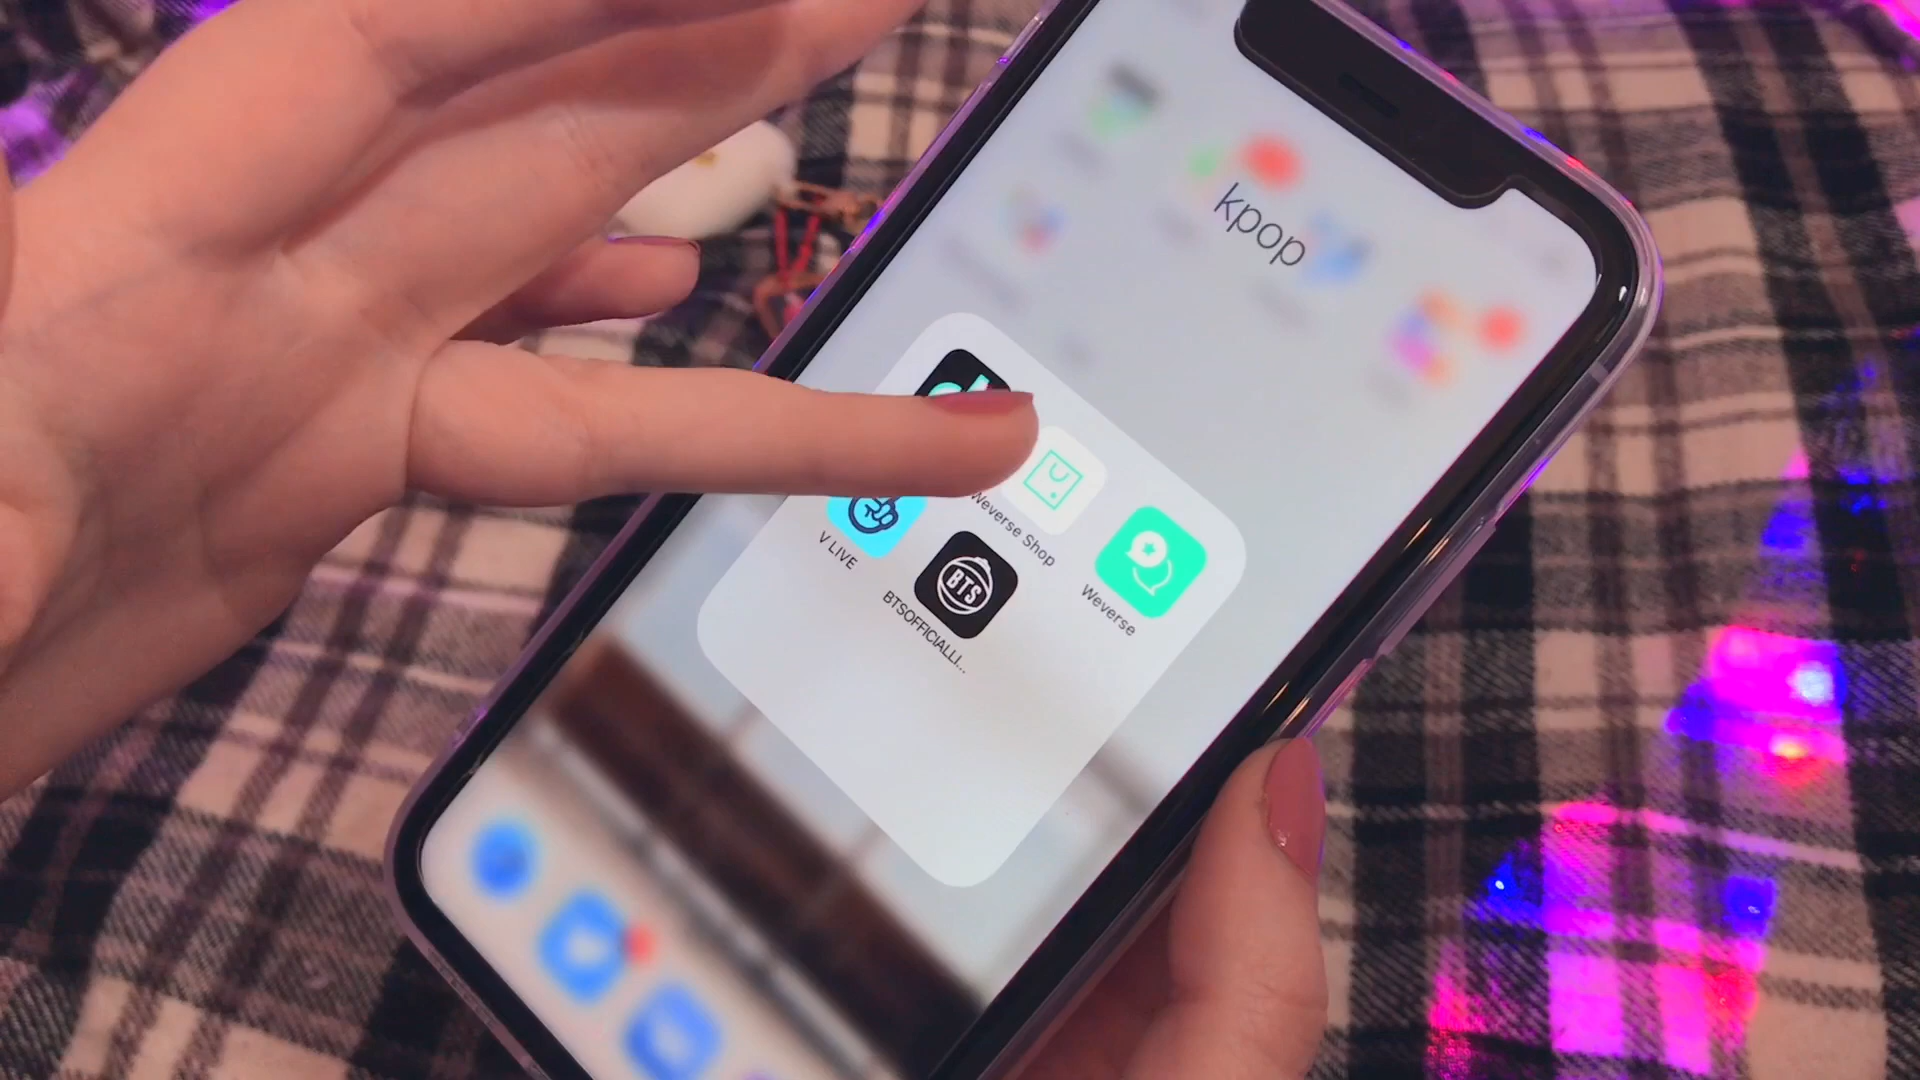 kpop
Weverse Shop
Weverse
V LIVE
BTS
BTSOFFICIALLI...